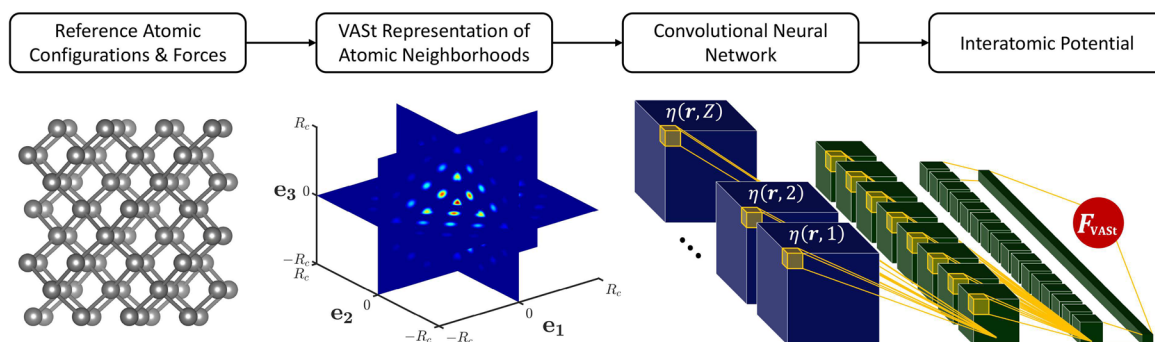 Reference Atomic
Configurations & Forces
VASt Representation of
Atomic Neighborhoods
Convolutional Neural
Network
Interatomic Potential
R_c
e_3
0
−R_c
R_c
e_2
0
−R_c
−R_c
0
e_1
R_c
η(r, Z)
η(r, 2)
η(r, 1)
F_VASt